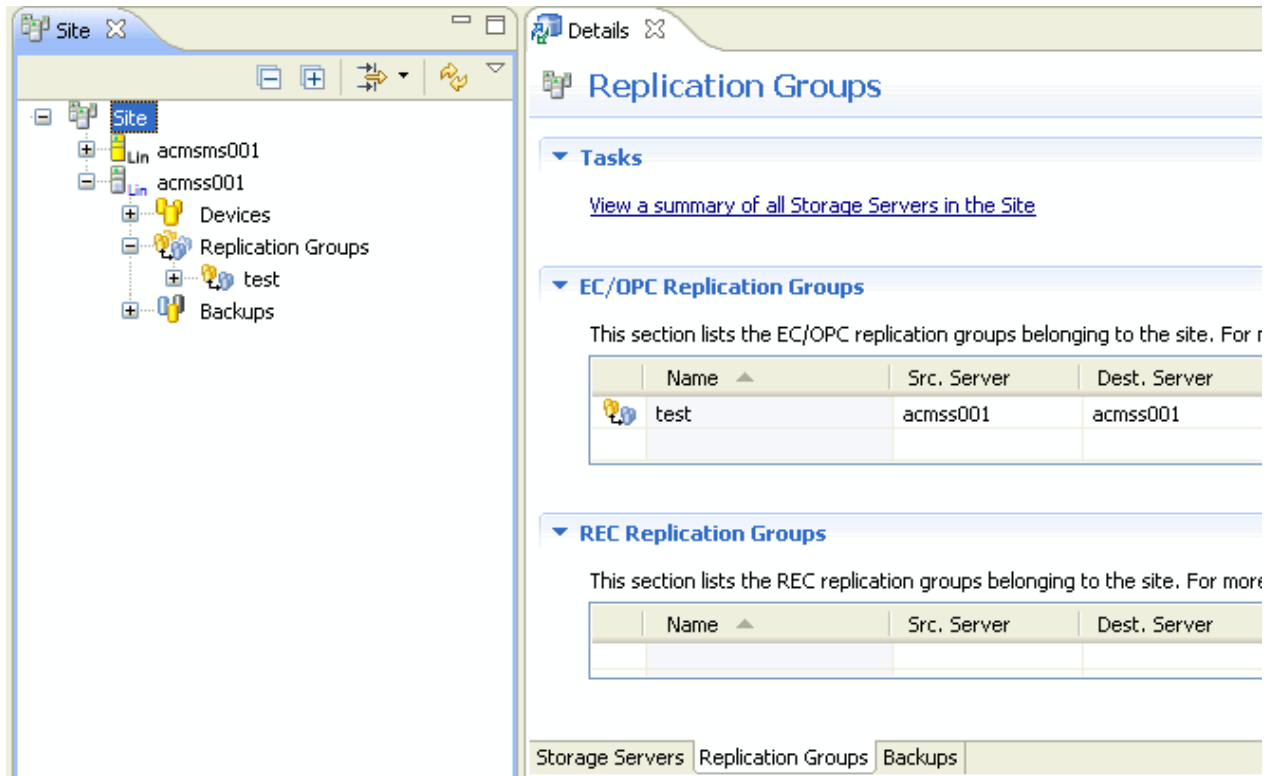 Site
Site
Lin acmsms001
Lin acmss001
Devices
Replication Groups
test
Backups
Details
Replication Groups
Tasks
View a summary of all Storage Servers in the Site
EC/OPC Replication Groups
This section lists the EC/OPC replication groups belonging to the site. For
Name Src. Server Dest. Server
test acmss001 acmss001
REC Replication Groups
This section lists the REC replication groups belonging to the site. For more
Name Src. Server Dest. Server
Storage Servers Replication Groups Backups